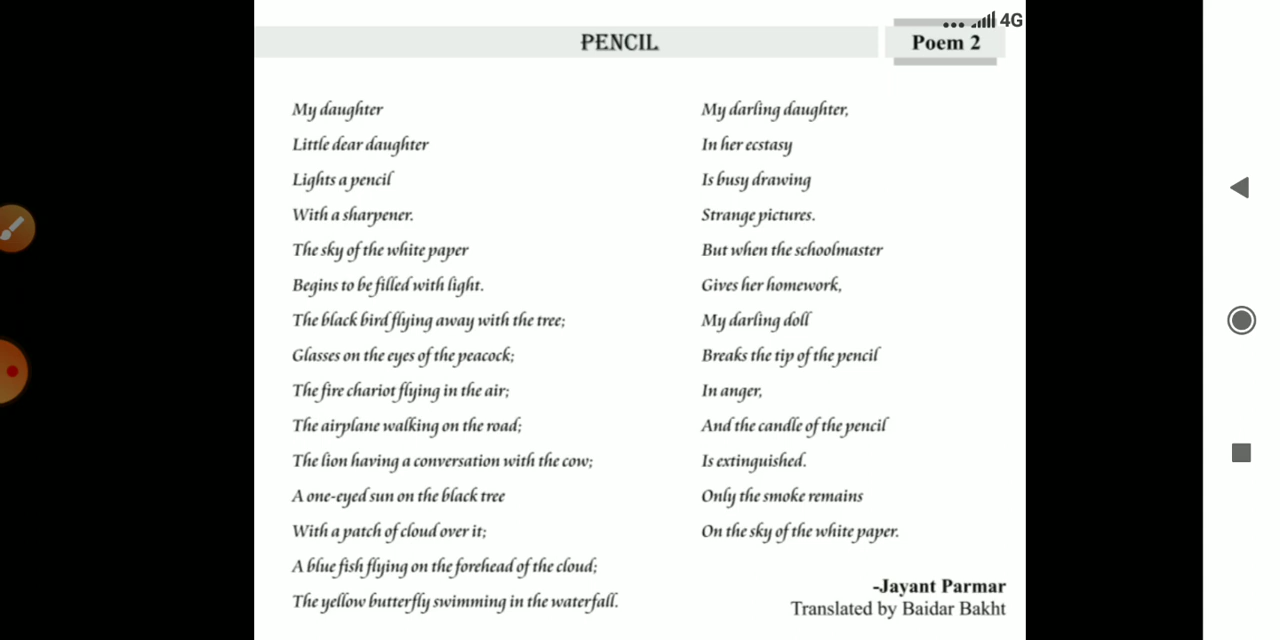 4G
PENCIL
Poem 2
My daughter
Little dear daughter
Lights a pencil
With a sharpener.
The sky of the white paper
Begins to be filled with light.
The black bird flying away with the tree;
Glasses on the eyes of the peacock;
The fire chariot flying in the air;
The airplane walking on the road;
The lion having a conversation with the cow;
A one-eyed sun on the black tree
With a patch of cloud over it;
A blue fish flying on the forehead of the cloud;
The yellow butterfly swimming in the waterfall.
My darling daughter,
In her ecstasy
Is busy drawing
Strange pictures.
But when the schoolmaster
Gives her homework,
My darling doll
Breaks the tip of the pencil
In anger,
And the candle of the pencil
Is extinguished.
Only the smoke remains
On the sky of the white paper.
-Jayant Parmar
Translated by Baidar Bakht